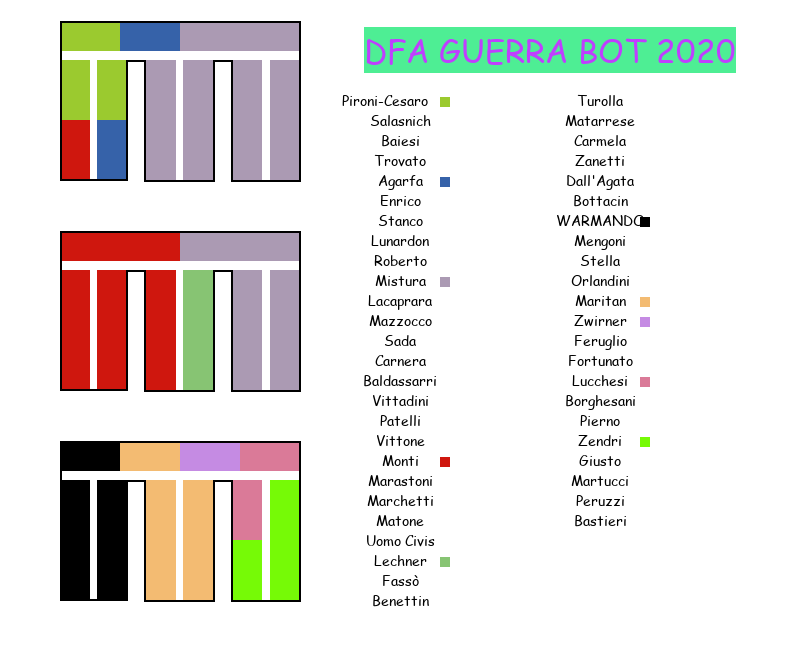 DFA GUERRA BOT 2020
Pironi-Cesaro
Salasnich
Baiesi
Trovato
Agarfa
Enrico
Stanco
Lunardon
Roberto
Mistura
Lacaprara
Mazzocco
Sada
Carnera
Baldassarri
Vittadini
Patelli
Vittone
Monti
Marastoni
Marchetti
Matone
Uomo Civis
Lechner
Fassò
Benettin
Turolla
Matarrese
Carmela
Zanetti
Dall'Agata
Bottacin
WARMANDO
Mengoni
Stella
Orlandini
Maritan
Zwirner
Feruglio
Fortunato
Lucchesi
Borghesani
Pierno
Zendri
Giusto
Martucci
Peruzzi
Bastieri